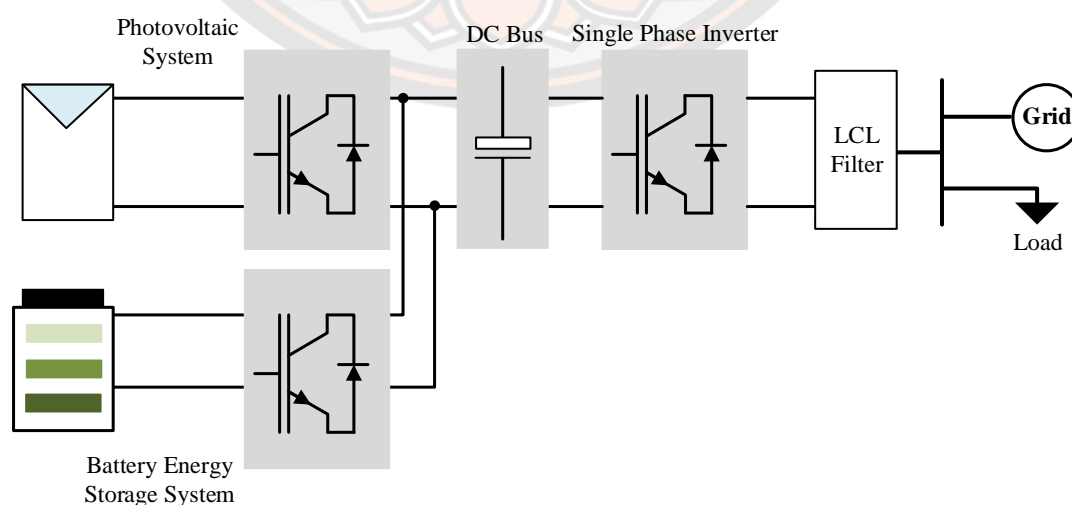 Photovoltaic
System
DC Bus
Single Phase Inverter
LCL
Filter
Grid
Load
Battery Energy
Storage System